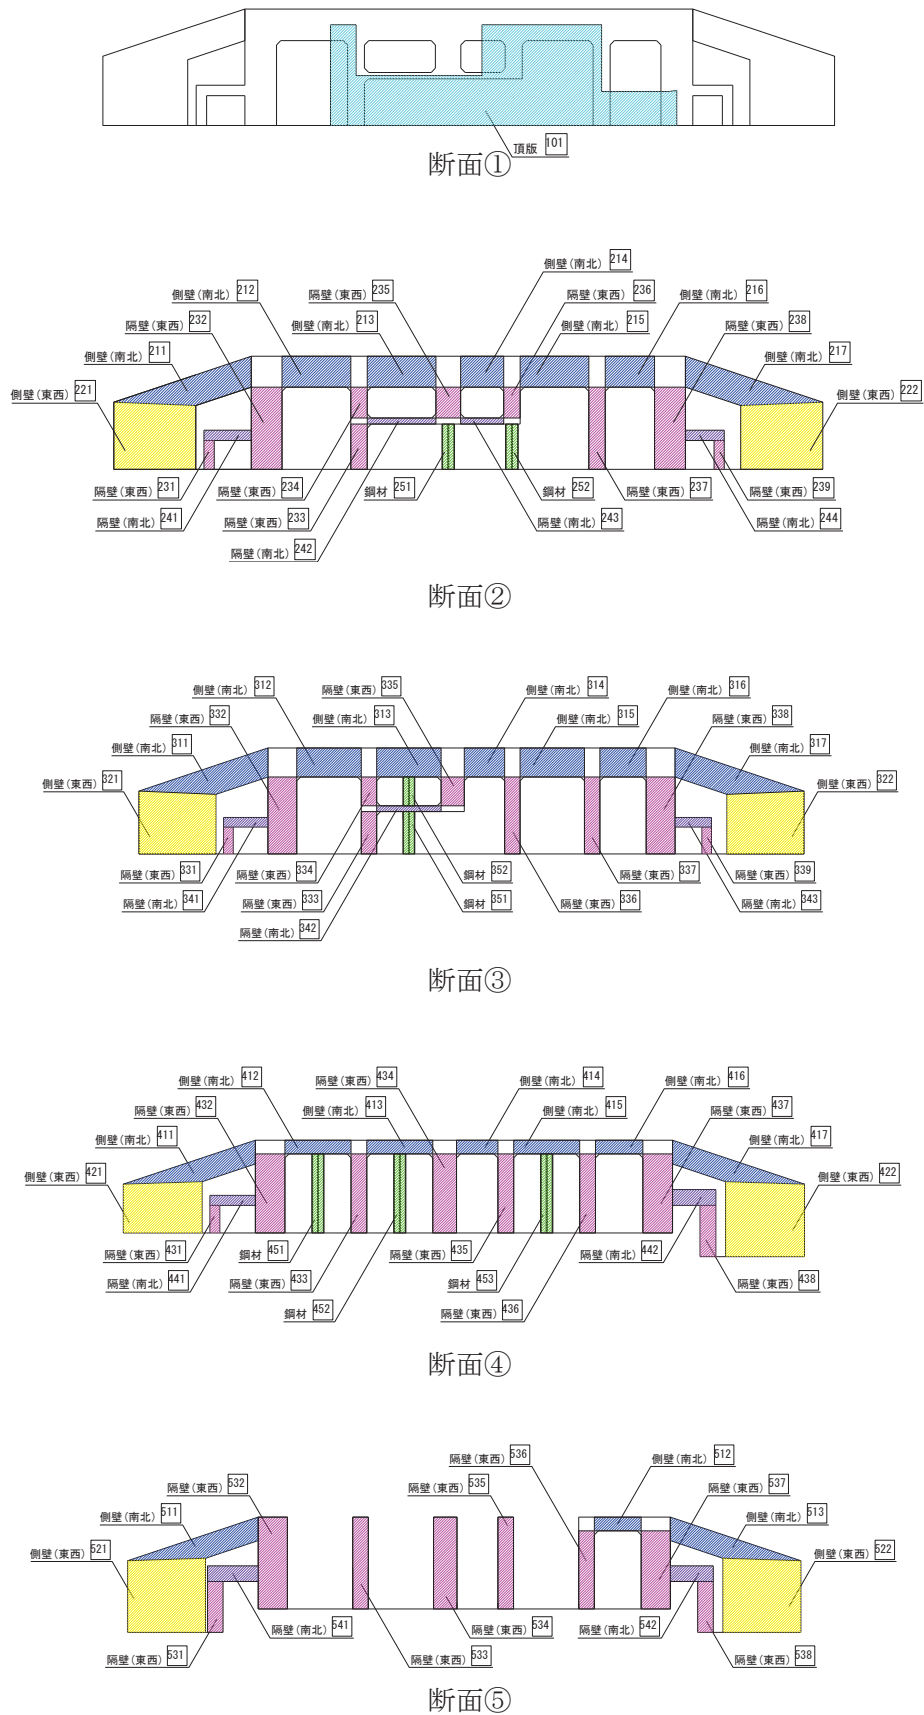 頂版 101
断面①
側壁(南北) 214
側壁(南北) 212
隔壁(東西) 235
隔壁(東西) 236
側壁(南北) 216
隔壁(東西) 232
側壁(南北) 213
側壁(南北) 215
隔壁(東西) 238
側壁(南北) 211
側壁(南北) 217
側壁(東西) 221
側壁(東西) 222
隔壁(東西) 231
隔壁(東西) 234
鋼材 251
鋼材 252
隔壁(東西) 237
隔壁(東西) 239
隔壁(南北) 241
隔壁(東西) 233
隔壁(南北) 243
隔壁(南北) 244
隔壁(南北) 242
断面②
側壁(南北) 312
隔壁(東西) 335
側壁(南北) 314
側壁(南北) 316
隔壁(東西) 332
側壁(南北) 313
側壁(南北) 315
隔壁(東西) 338
側壁(南北) 311
側壁(南北) 317
側壁(東西) 321
側壁(東西) 322
隔壁(東西) 331
隔壁(東西) 334
鋼材 352
隔壁(東西) 337
隔壁(東西) 339
隔壁(南北) 341
隔壁(東西) 333
鋼材 351
隔壁(東西) 336
隔壁(南北) 343
隔壁(南北) 342
断面③
側壁(南北) 412
隔壁(東西) 434
側壁(南北) 414
側壁(南北) 416
隔壁(東西) 432
側壁(南北) 413
側壁(南北) 415
隔壁(東西) 437
側壁(南北) 411
側壁(南北) 417
側壁(東西) 421
側壁(東西) 422
隔壁(東西) 431
鋼材 451
隔壁(東西) 435
隔壁(南北) 442
隔壁(南北) 441
隔壁(東西) 433
鋼材 453
隔壁(東西) 438
鋼材 452
隔壁(東西) 436
断面④
隔壁(東西) 536
側壁(南北) 512
隔壁(東西) 532
隔壁(東西) 535
隔壁(東西) 537
側壁(南北) 511
側壁(南北) 513
側壁(東西) 521
側壁(東西) 522
隔壁(東西) 531
隔壁(南北) 541
隔壁(東西) 533
隔壁(東西) 534
隔壁(南北) 542
隔壁(東西) 538
断面⑤